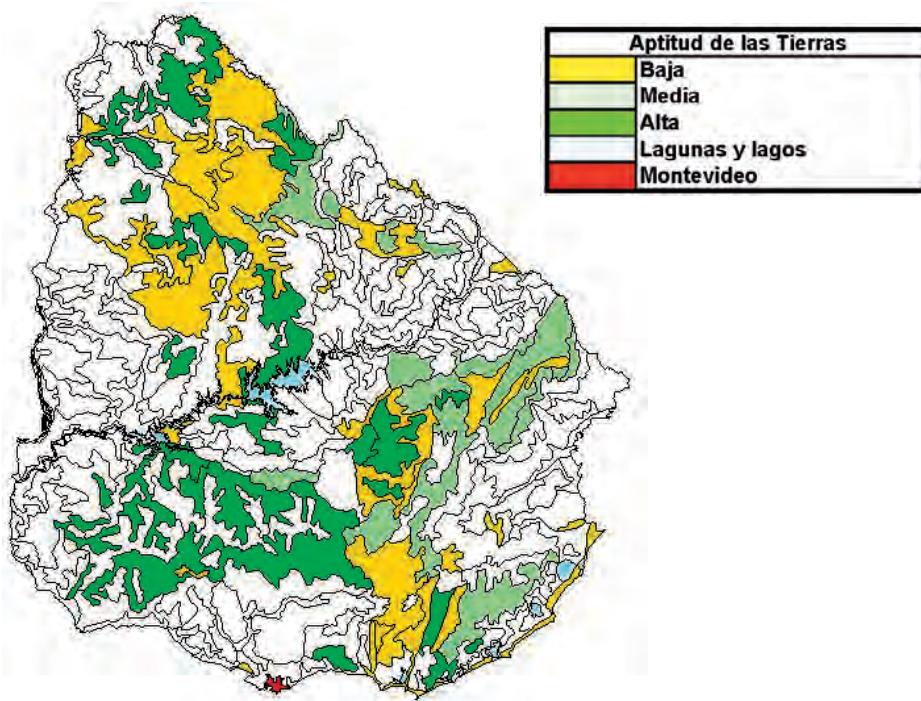 Aptitud de las Tierras
Baja
Media
Alta
Lagunas y lagos
Montevideo